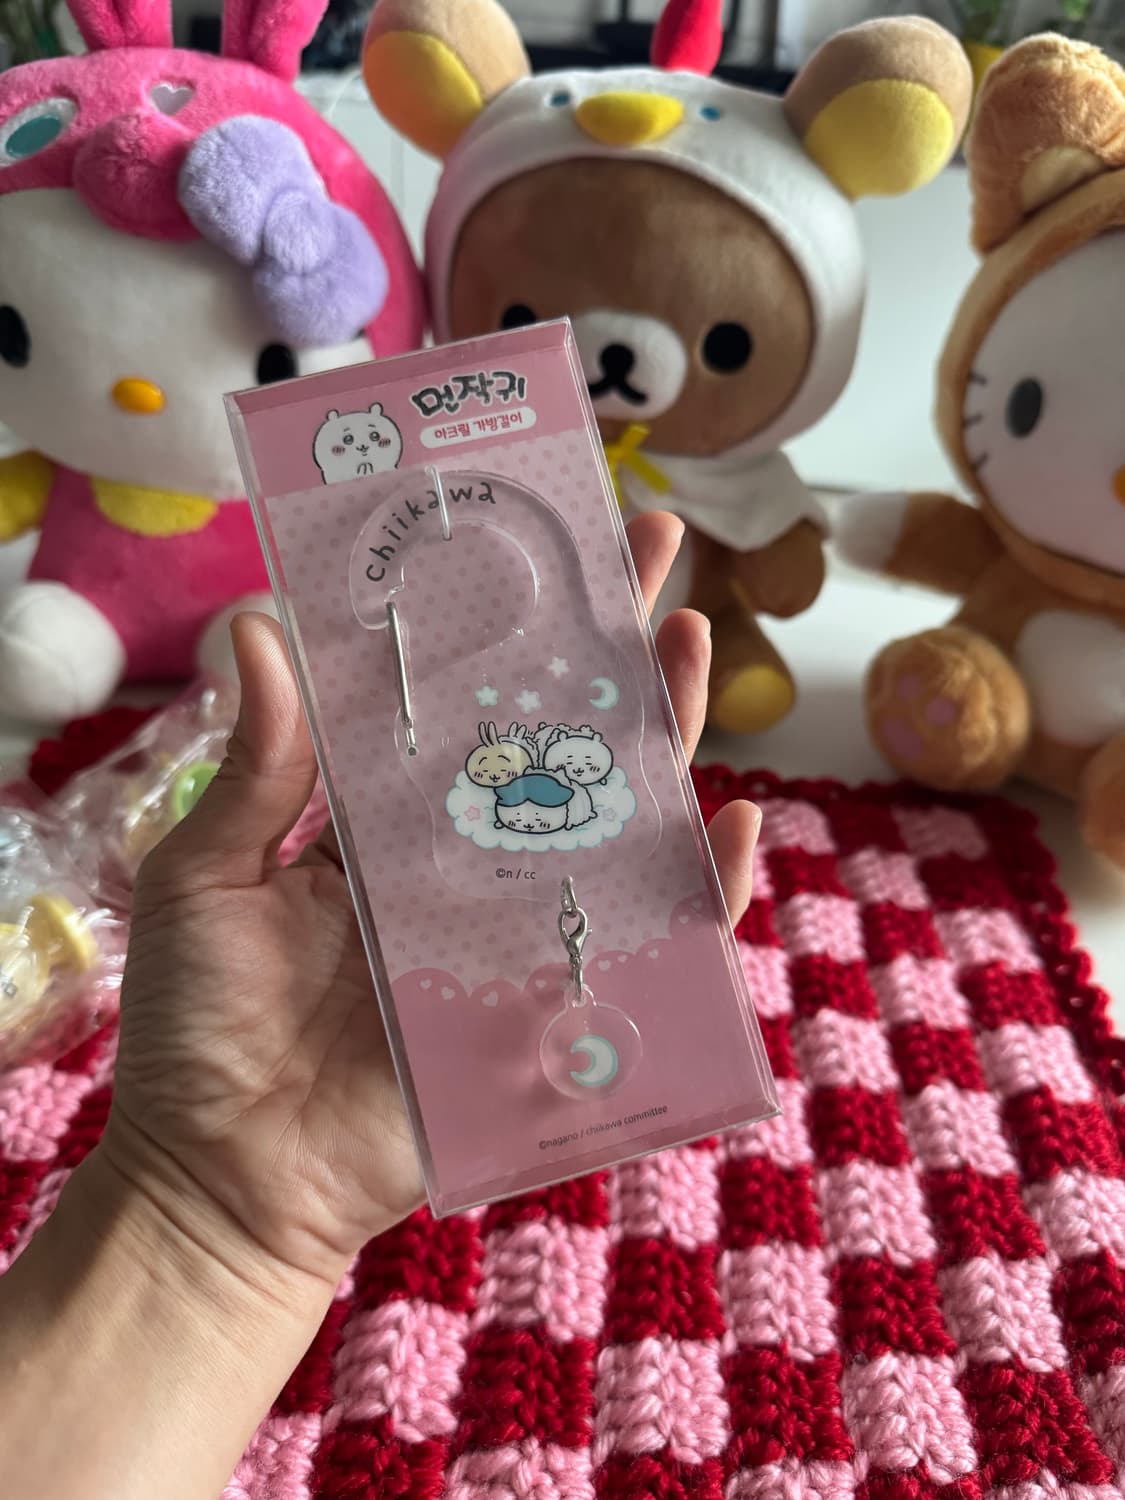 먼작귀
아크릴 가방걸이
chiikawa
©n / cc
©nagano / chiikawa committee